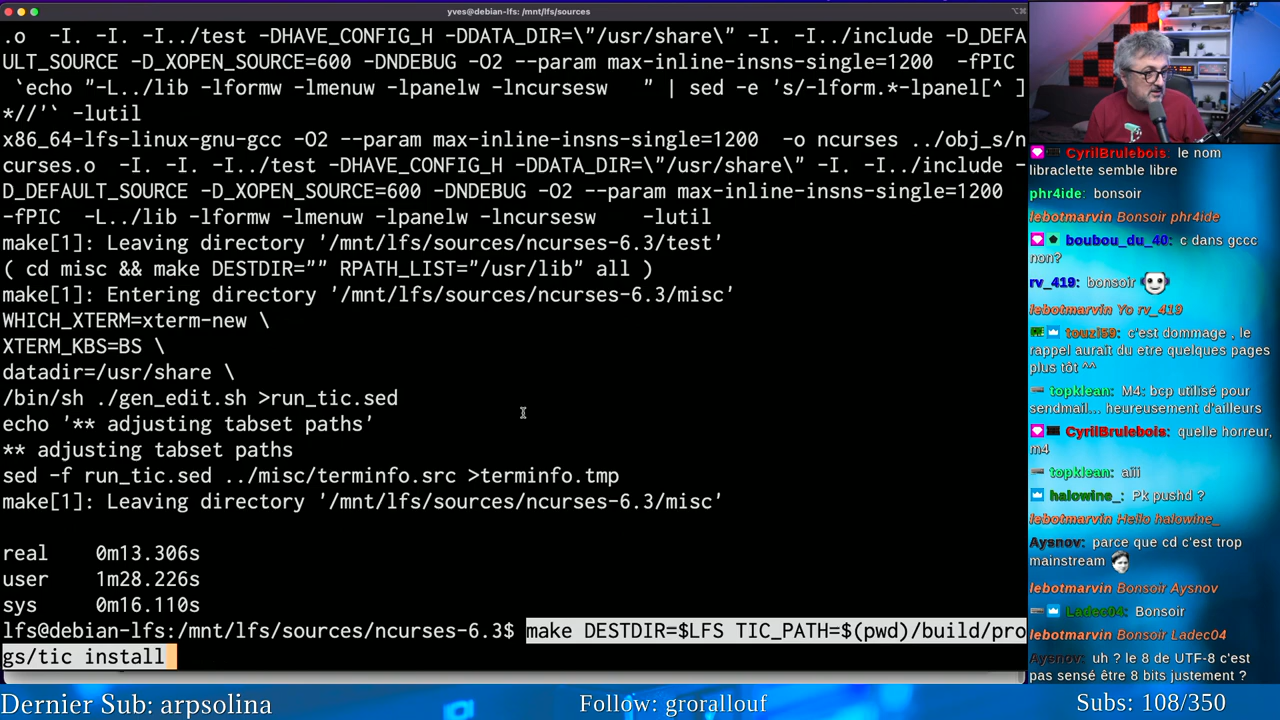 yves@debian-lfs: /mnt/lfs/sources
.o  -I. -I. -I../test -DHAVE_CONFIG_H -DDATA_DIR=\"/usr/share\" -I. -I../include -D_DEFA
ULT_SOURCE -D_XOPEN_SOURCE=600 -DNDEBUG -O2 --param max-inline-insns-single=1200  -fPIC
 `echo "-L../lib -lformw -lmenuw -lpanelw -lncursesw   " | sed -e 's/-lform.*-lpanel[^ ]
*//'` -lutil
x86_64-lfs-linux-gnu-gcc -O2 --param max-inline-insns-single=1200  -o ncurses ../obj_s/n
curses.o  -I. -I. -I../test -DHAVE_CONFIG_H -DDATA_DIR=\"/usr/share\" -I. -I../include -
D_DEFAULT_SOURCE -D_XOPEN_SOURCE=600 -DNDEBUG -O2 --param max-inline-insns-single=1200
-fPIC  -L../lib -lformw -lmenuw -lpanelw -lncursesw    -lutil
make[1]: Leaving directory '/mnt/lfs/sources/ncurses-6.3/test'
( cd misc && make DESTDIR="" RPATH_LIST="/usr/lib" all )
make[1]: Entering directory '/mnt/lfs/sources/ncurses-6.3/misc'
WHICH_XTERM=xterm-new \
XTERM_KBS=BS \
datadir=/usr/share \
/bin/sh ./gen_edit.sh >run_tic.sed
echo '** adjusting tabset paths'
** adjusting tabset paths
sed -f run_tic.sed ../misc/terminfo.src >terminfo.tmp
make[1]: Leaving directory '/mnt/lfs/sources/ncurses-6.3/misc'
real    0m13.306s
user    1m28.226s
sys     0m16.110s
lfs@debian-lfs:/mnt/lfs/sources/ncurses-6.3$ make DESTDIR=$LFS TIC_PATH=$(pwd)/build/pro
gs/tic install
CyrilBrulebois: le nom
libraclette semble libre
phr4ide: bonsoir
lebotmarvin Bonsoir phr4ide
boubou_du_40: c dans gccc
non?
rv_419: bonsoir
lebotmarvin Yo rv_419
touzi59: c'est dommage , le
rappel aurait du etre quelques pages
plus tôt ^^
topklean: M4: bcp utilisé pour
sendmail... heureusement d'ailleurs
CyrilBrulebois: quelle horreur,
m4
topklean: aiii
halowine_: Pk pushd ?
lebotmarvin Hello halowine_
Aysnov: parce que cd c'est trop
mainstream
lebotmarvin Bonsoir Aysnov
Ladec04: Bonsoir
lebotmarvin Bonsoir Ladec04
Aysnov: uh ? le 8 de UTF-8 c'est
pas sensé être 8 bits justement ?
Dernier Sub: arpsolina
Follow: grorallouf
Subs: 108/350